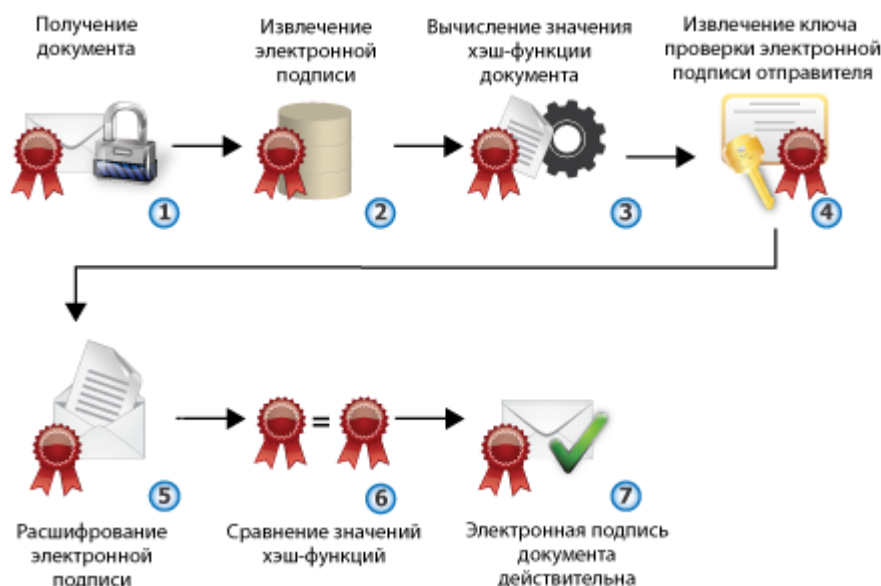 Получение
документа
Извлечение
электронной
подписи
Вычисление значения
хэш-функции
документа
Извлечение ключа
проверки электронной
подписи отправителя
1
2
3
4
=
5
6
7
Расшифрование
электронной
подписи
Сравнение значений
хэш-функций
Электронная подпись
документа
действительна